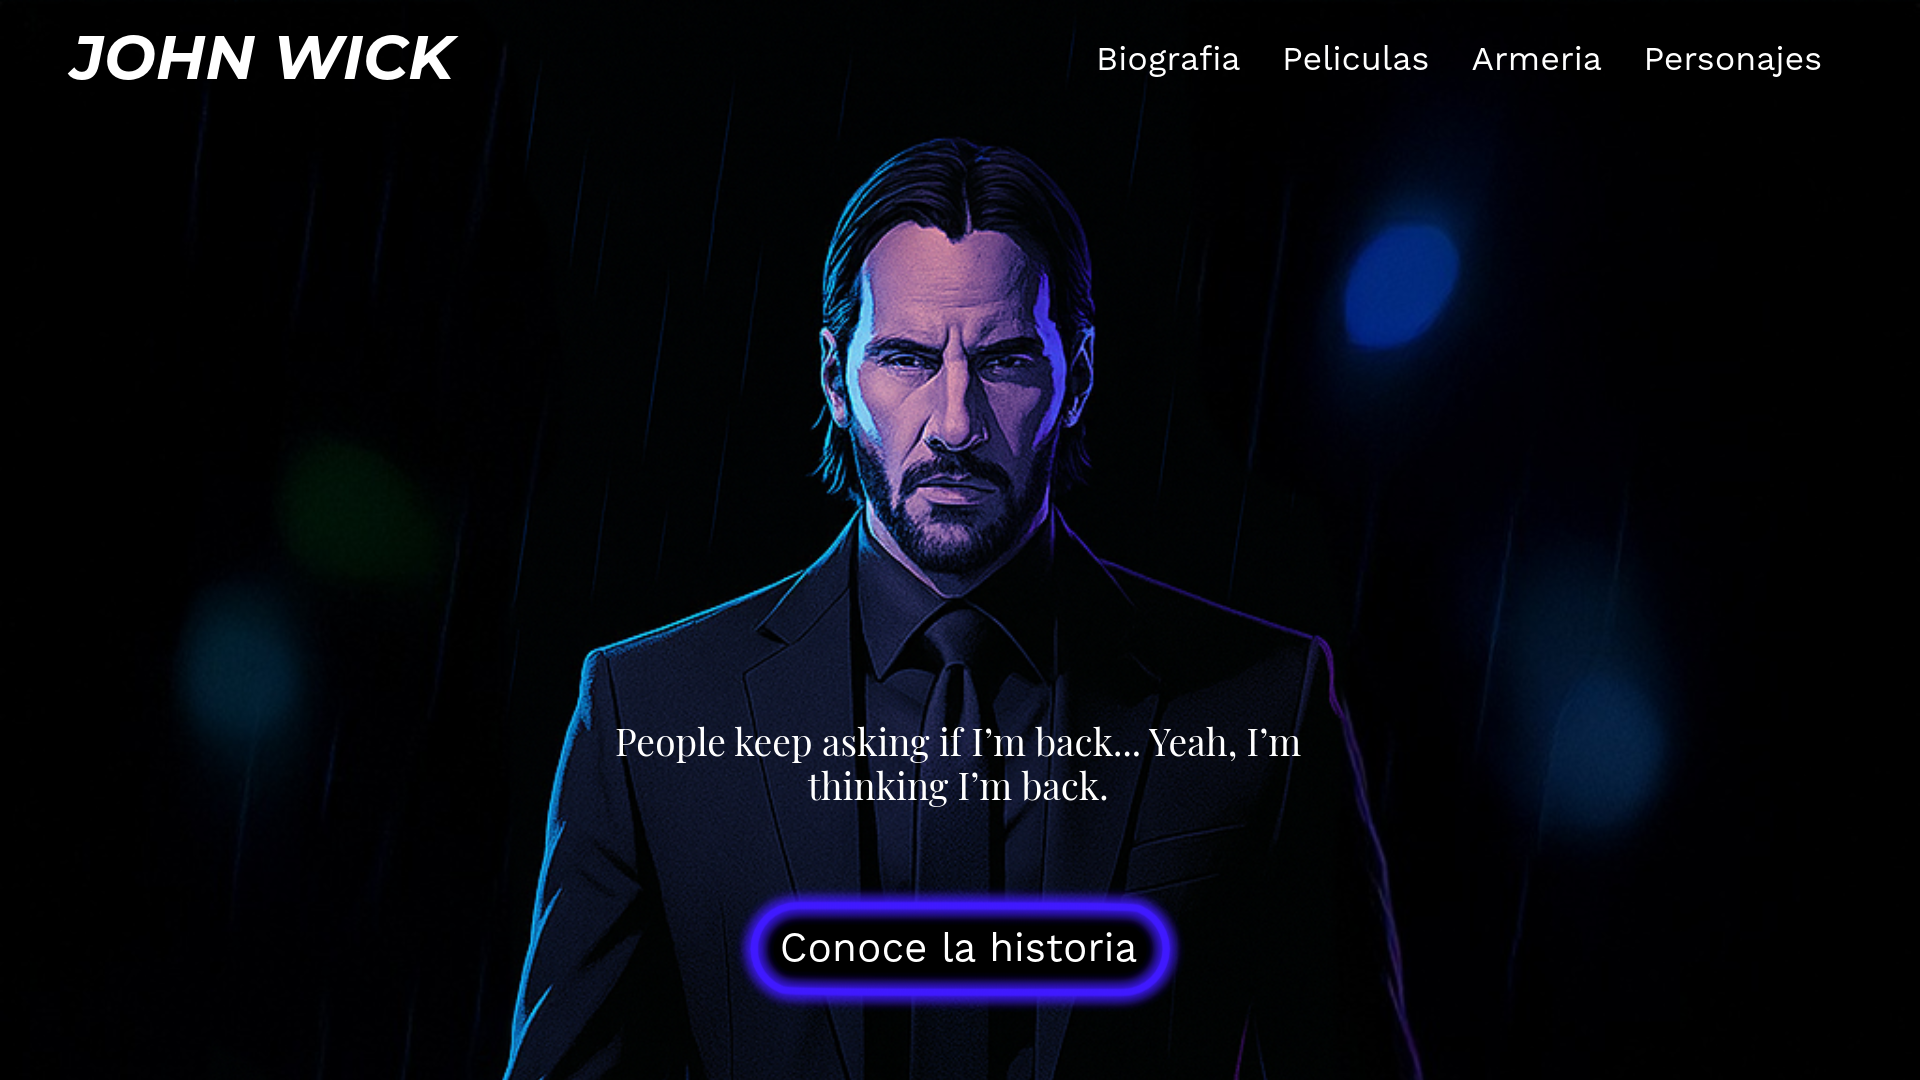 JOHN WICK
Biografia Peliculas Armeria Personajes
People keep asking if I’m back... Yeah, I’m
thinking I’m back.
Conoce la historia